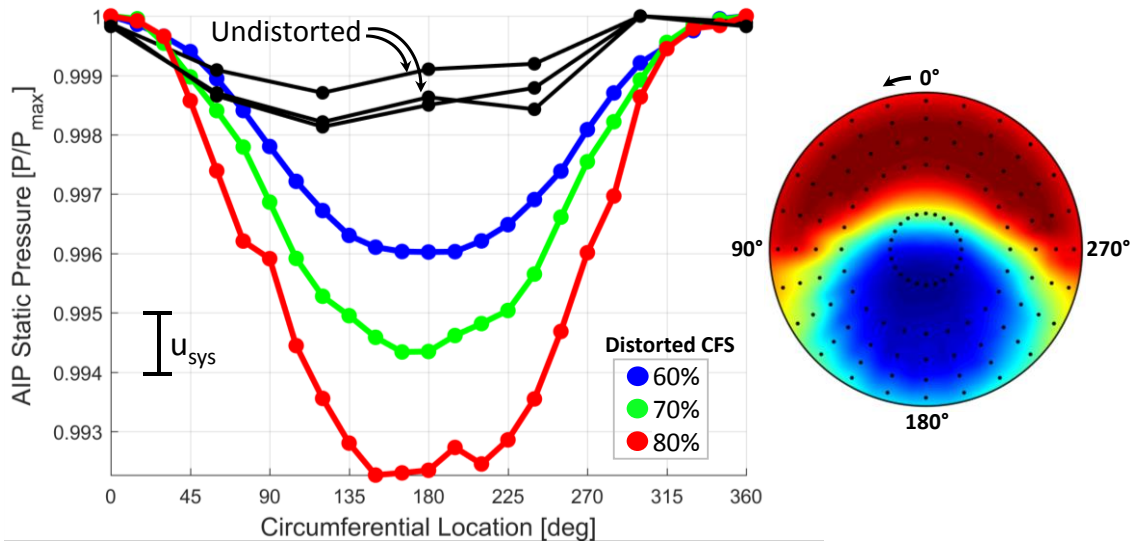 Undistorted
1
0.999
0.998
0.997
0.996
0.995
0.994
0.993
AIP Static Pressure [P/P_max]
u_sys
Distorted CFS
60%
70%
80%
0 45 90 135 180 225 270 315 360
Circumferential Location [deg]
0°
90° 270°
180°